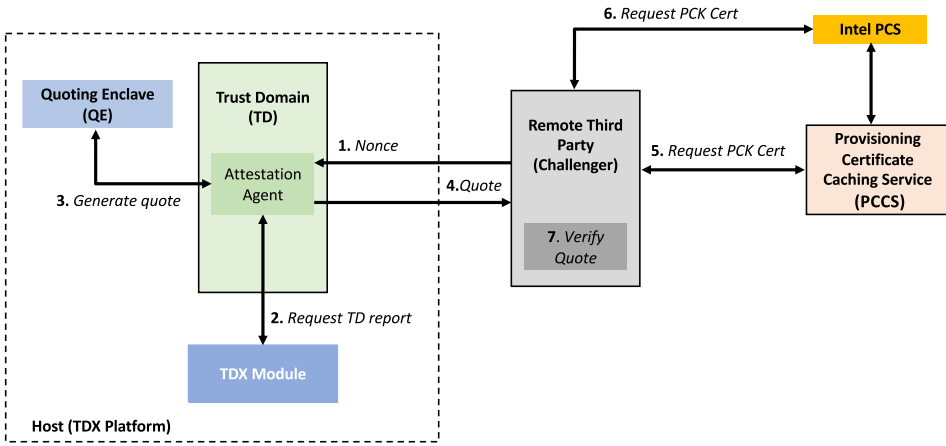 6. Request PCK Cert
Intel PCS
Quoting Enclave
(QE)
Trust Domain
(TD)
Remote Third
Party
(Challenger)
Provisioning
Certificate
Caching Service
(PCCS)
1. Nonce
5. Request PCK Cert
Attestation
Agent
4.Quote
3. Generate quote
7. Verify
Quote
2. Request TD report
TDX Module
Host (TDX Platform)